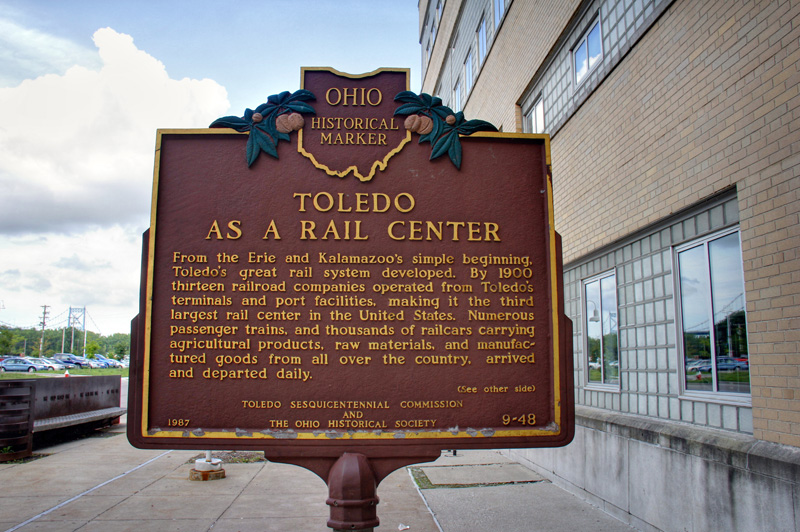 OHIO
HISTORICAL
MARKER
TOLEDO
AS A RAIL CENTER
From the Erie and Kalamazoo's simple beginning,
Toledo's great rail system developed. By 1900
thirteen railroad companies operated from Toledo's
terminals and port facilities, making it the third
largest rail center in the United States. Numerous
passenger trains, and thousands of railcars carrying
agricultural products, raw materials, and manufac-
tured goods from all over the country, arrived
and departed daily.
(See other side)
TOLEDO SESQUICENTENNIAL COMMISSION
AND
1987 THE OHIO HISTORICAL SOCIETY 9-48